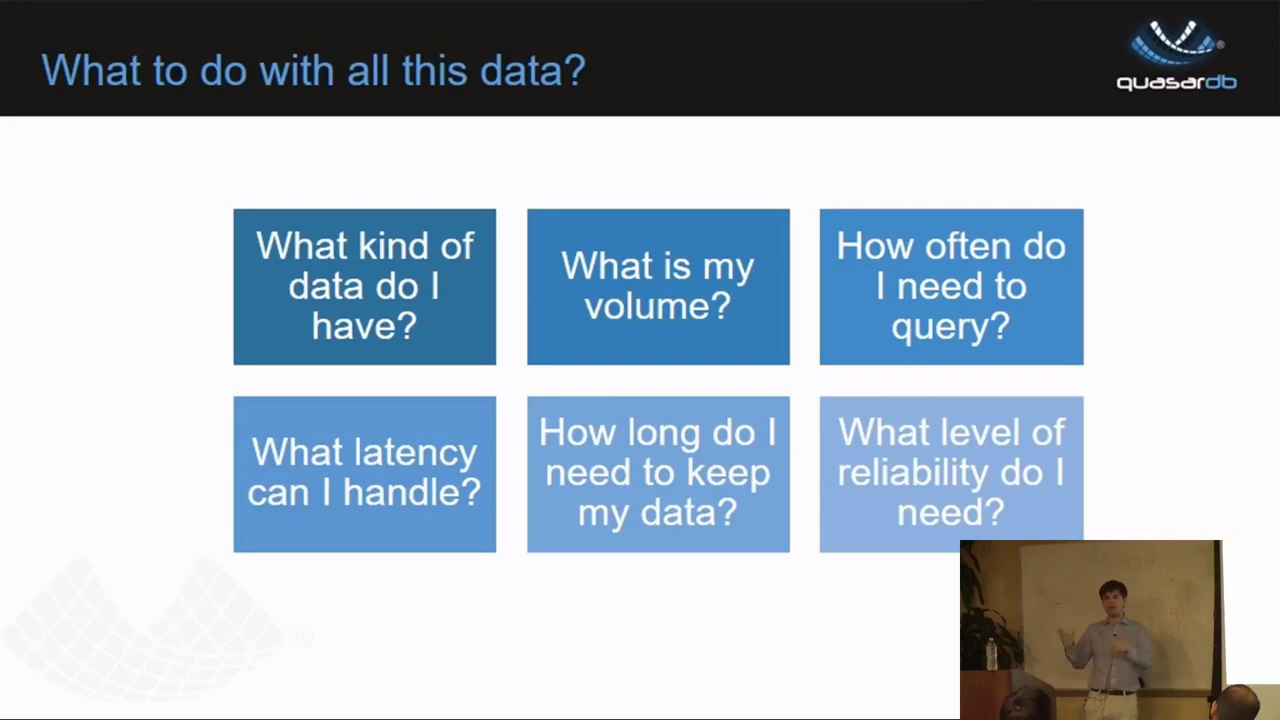 What to do with all this data?
®
quasardb
What kind of
data do I
have?
What is my
volume?
How often do
I need to
query?
What latency
can I handle?
How long do I
need to keep
my data?
What level of
reliability do I
need?
®